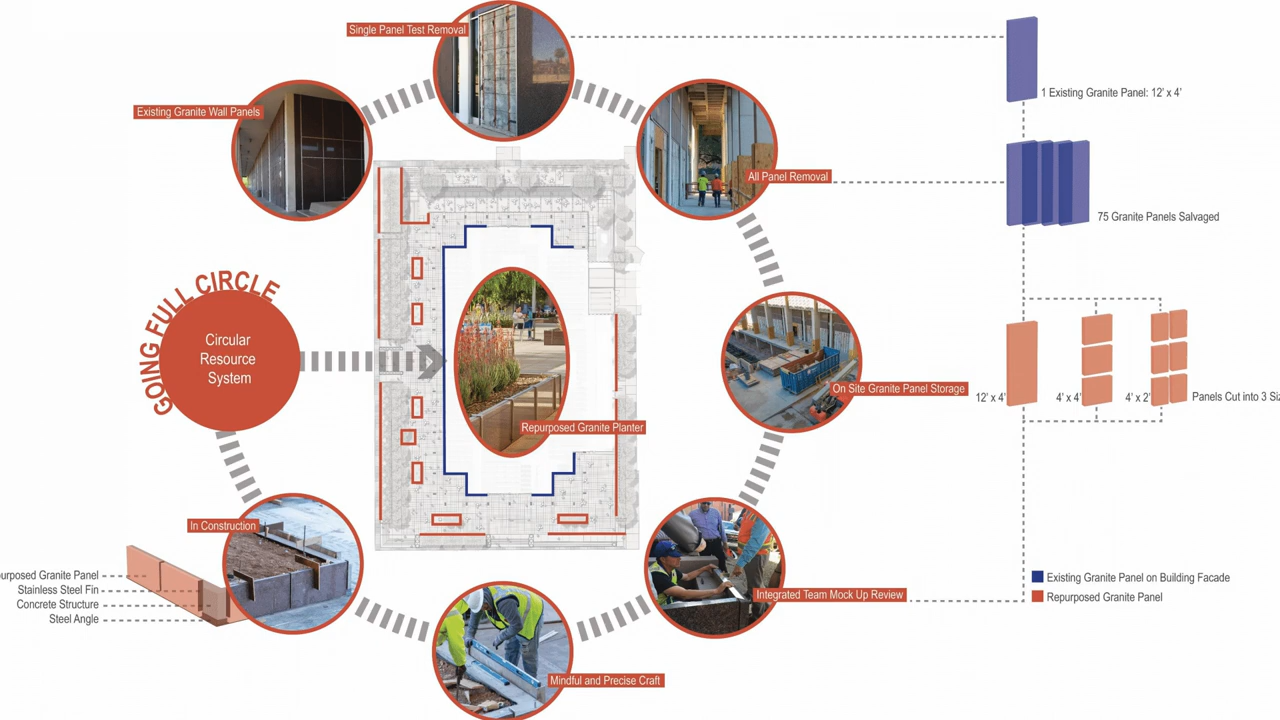 Single Panel Test Removal
1 Existing Granite Panel: 12' x 4'
Existing Granite Wall Panels
All Panel Removal
75 Granite Panels Salvaged
GOING FULL CIRCLE
Circular
Resource
System
On Site Granite Panel Storage
12' x 4'
4' x 4'
4' x 2'
Panels Cut into 3
Repurposed Granite Planter
In Construction
Granite Panel
Stainless Steel Fin
Concrete Structure
Steel Angle
Integrated Team Mock Up Review
Existing Granite Panel on Building Facade
Repurposed Granite Panel
Mindful and Precise Craft